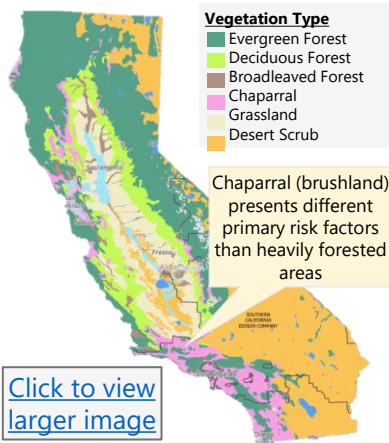 Vegetation Type
Evergreen Forest
Deciduous Forest
Broadleaved Forest
Chaparral
Grassland
Desert Scrub
Sacramento
Chaparral (brushland)
presents different
primary risk factors
than heavily forested
areas
Fresno
SOUTHERN
CALIFORNIA
EDISON COMPANY
Click to view
larger image